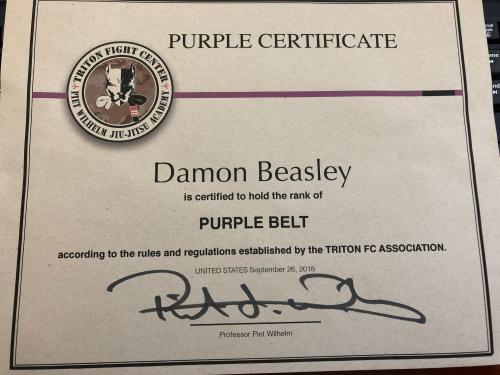 PURPLE CERTIFICATE
TRITON FIGHT CENTER
PIET WILHELM JIU-JITSU ACADEMY
Damon Beasley
is certified to hold the rank of
PURPLE BELT
according to the rules and regulations established by the TRITON FC ASSOCIATION.
UNITED STATES September 26, 2018
Professor Piet Wilhelm